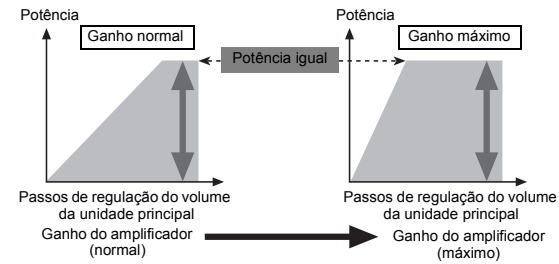 Potência
Ganho normal
Potência igual
Potência
Ganho máximo
Passos de regulação do volume
da unidade principal
Passos de regulação do volume
da unidade principal
Ganho do amplificador
(normal)
Ganho do amplificador
(máximo)